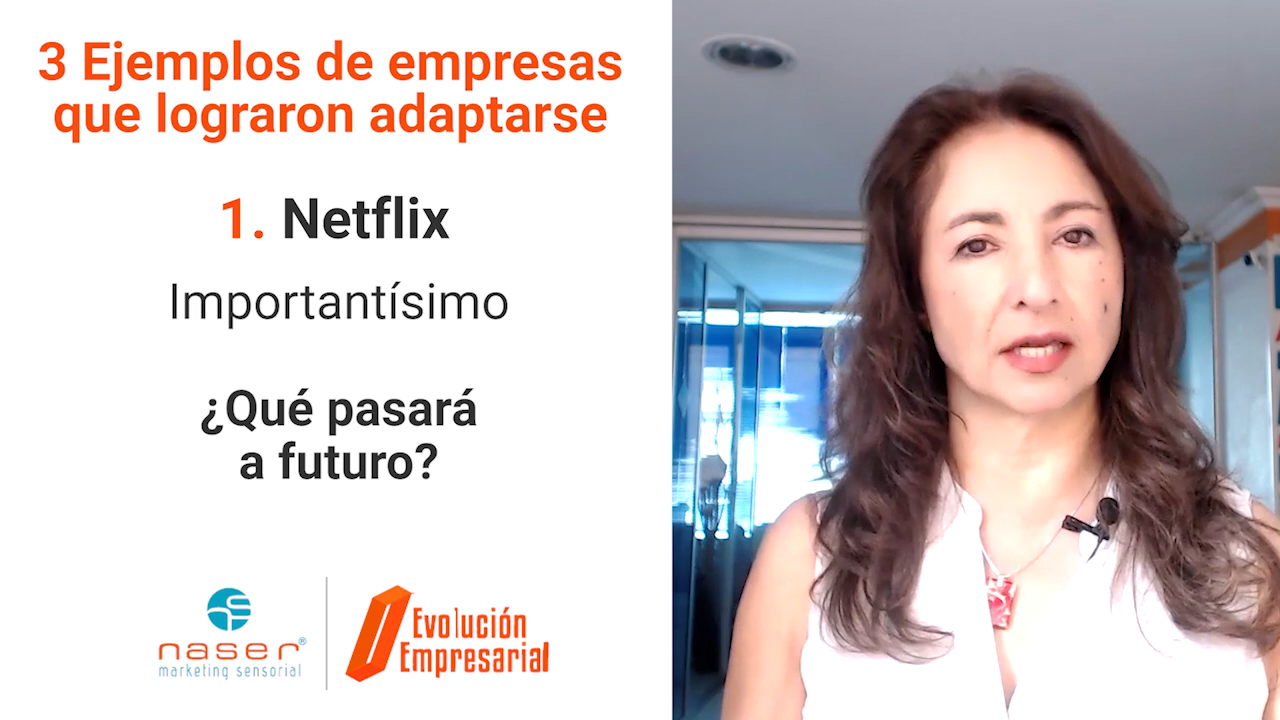 3 Ejemplos de empresas
que lograron adaptarse
1. Netflix
Importantísimo
¿Qué pasará
a futuro?
naser®
marketing sensorial
Evolución
Empresarial